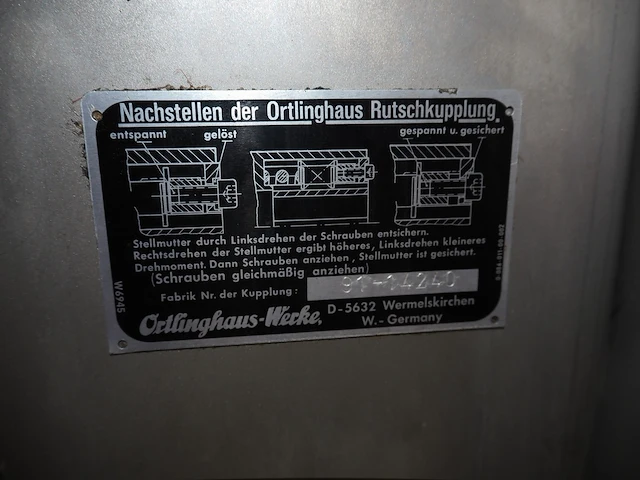 Nachstellen der Ortlinghaus Rutschkupplung
entspannt gelöst gespannt u. gesichert
Stellmutter durch Linksdrehen der Schrauben entsichern.
Rechtsdrehen der Stellmutter ergibt höheres, Linksdrehen kleineres
Drehmoment. Dann Schrauben anziehen, Stellmutter ist gesichert.
(Schrauben gleichmäßig anziehen)
Fabrik Nr. der Kupplung:
Ortlinghaus-Werke, D-5632 Wermelskirchen
W.-Germany
W6945